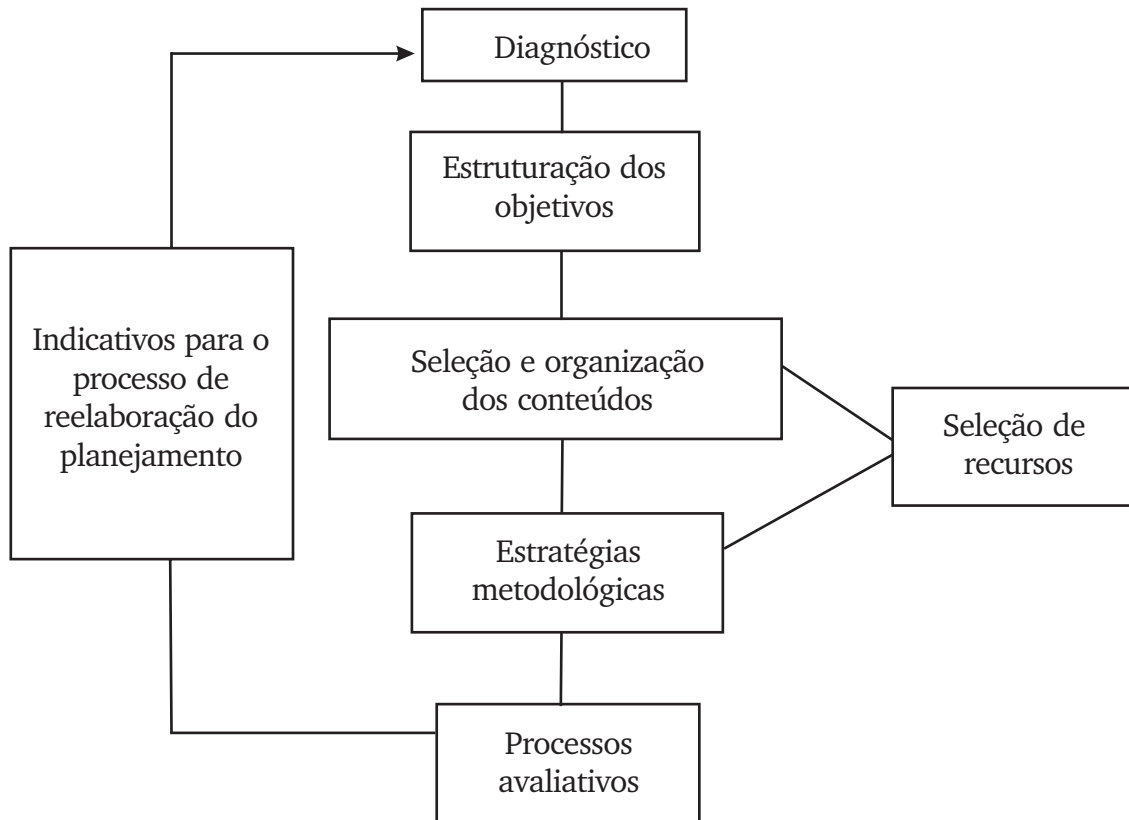 Diagnóstico
Estruturação dos
objetivos
Indicativos para o
processo de
reelaboração do
planejamento
Seleção e organização
dos conteúdos
Seleção de
recursos
Estratégias
metodológicas
Processos
avaliativos